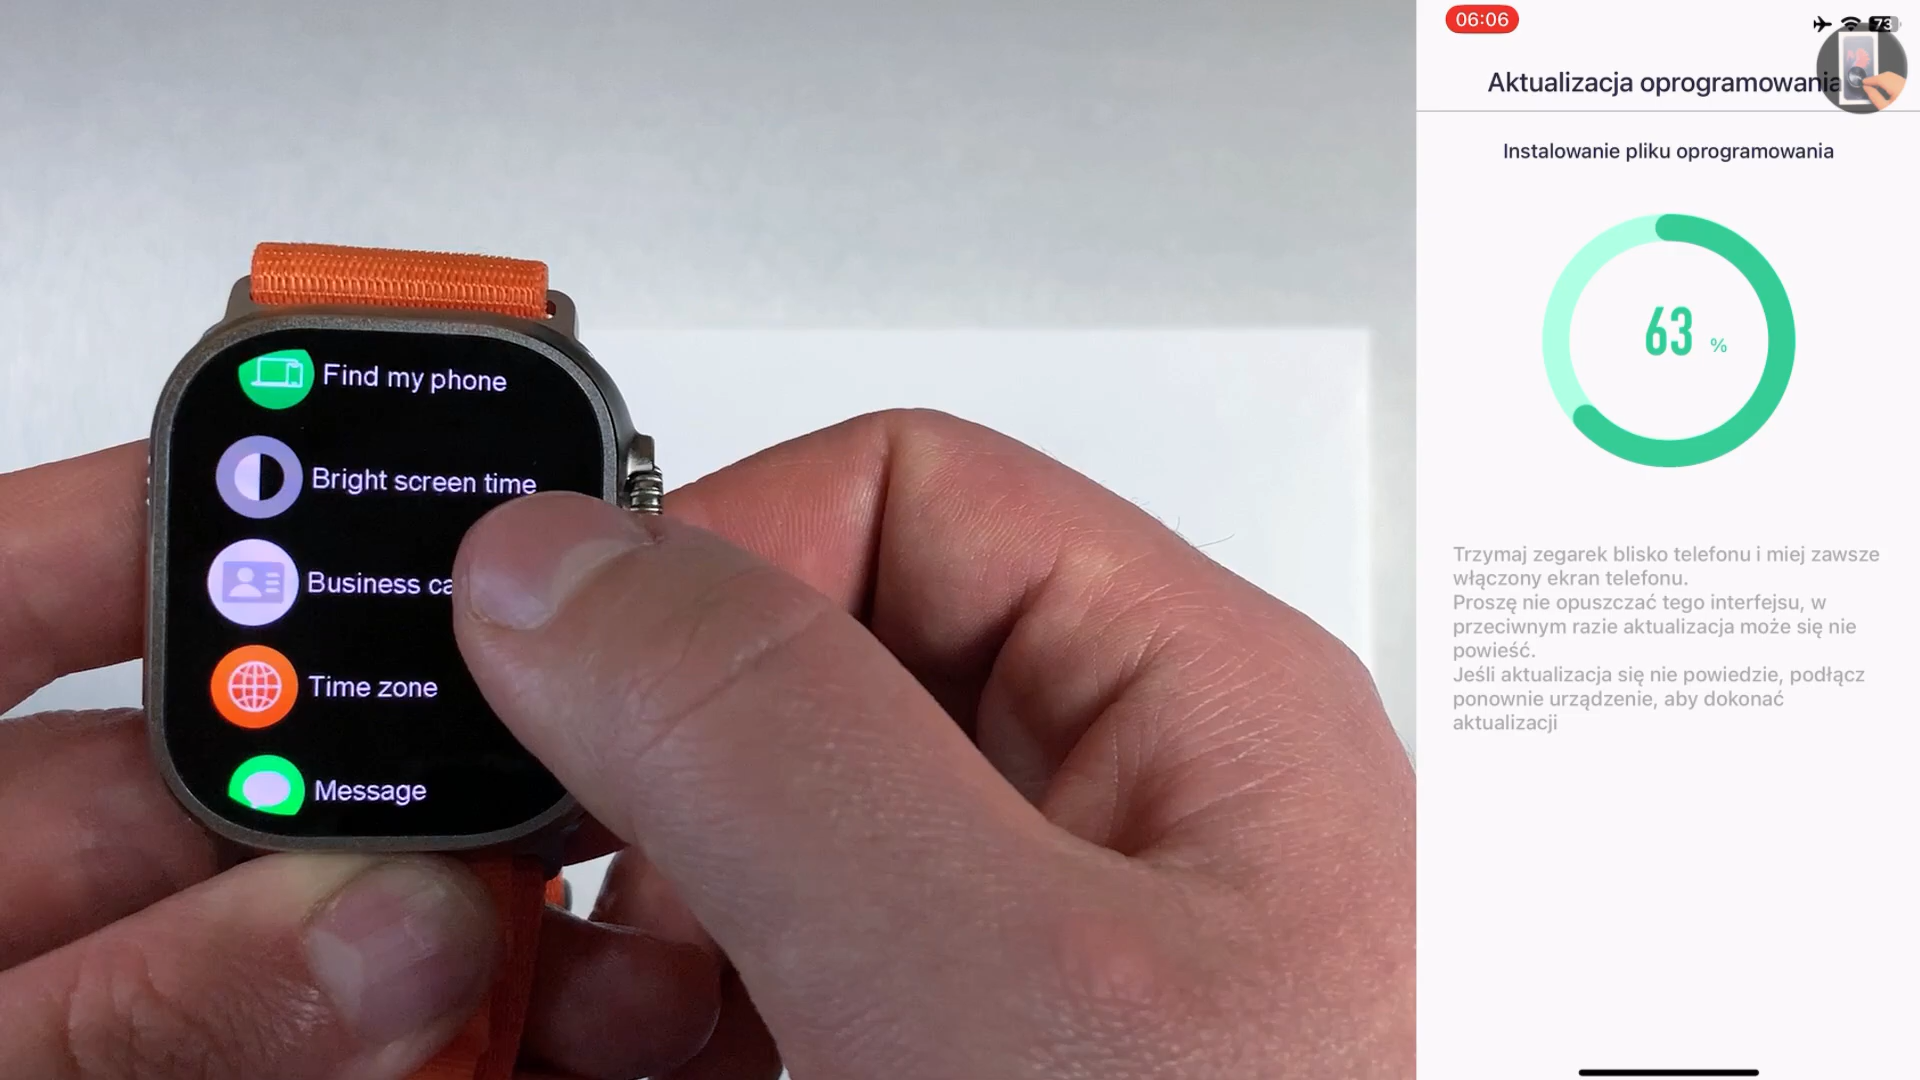 Find my phone
Bright screen time
Business
Time zone
Message
06:06
73
Aktualizacja oprogramowania
Instalowanie pliku oprogramowania
63 %
Trzymaj zegarek blisko telefonu i miej zawsze
włączony ekran telefonu.
Proszę nie opuszczać tego interfejsu, w
przeciwnym razie aktualizacja może się nie
powieść.
Jeśli aktualizacja się nie powiedzie, podłącz
ponownie urządzenie, aby dokonać
aktualizacji